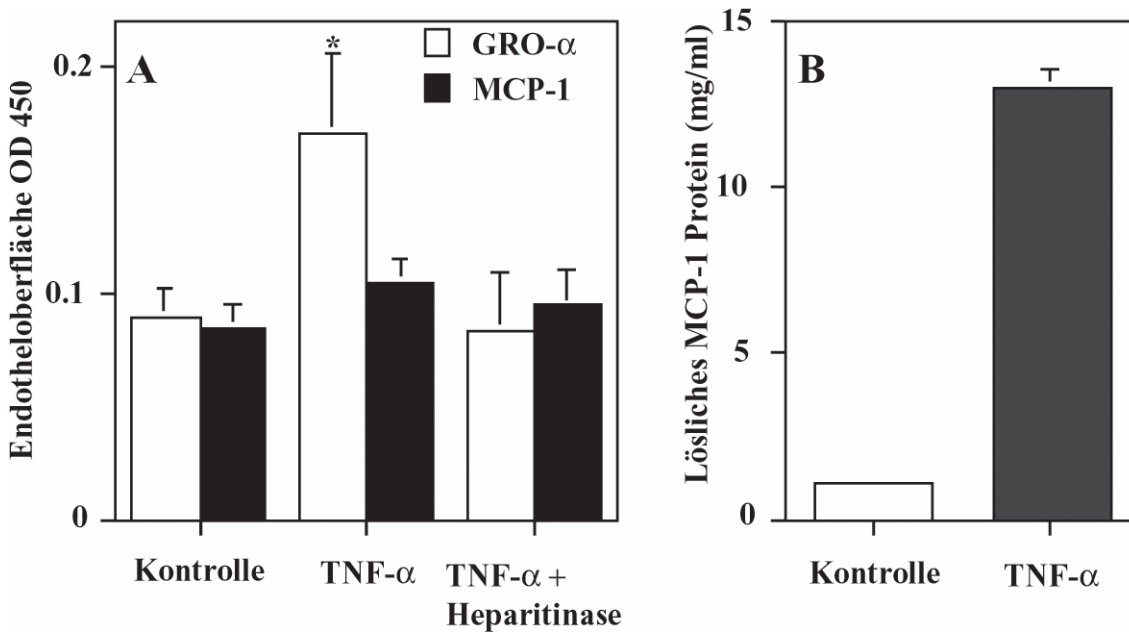 A
*
GRO-α
MCP-1
Endotheloberfläche OD 450
0.2
0.1
0
Kontrolle
TNF-α
TNF-α +
Heparitinase
B
Lösliches MCP-1 Protein (mg/ml)
15
10
5
0
Kontrolle
TNF-α